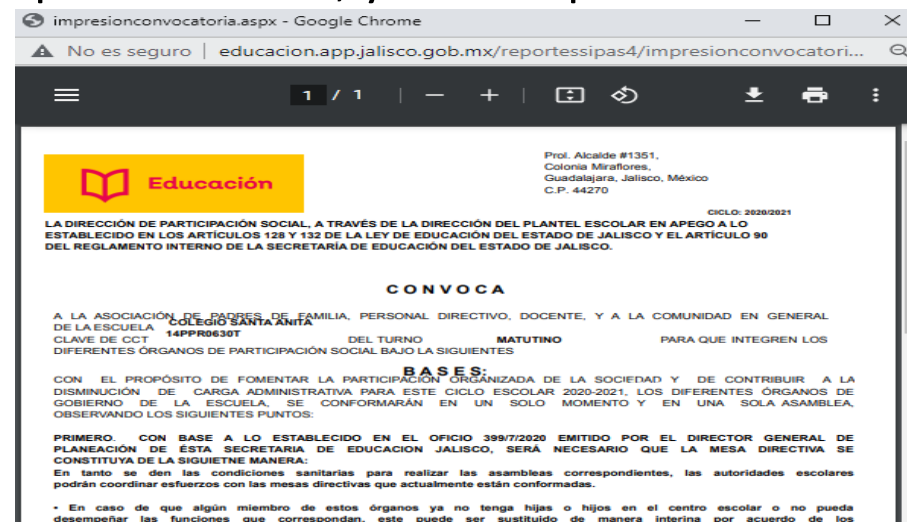 impresionconvocatoria.aspx - Google Chrome
No es seguro | educacion.app.jalisco.gob.mx/reportessipas4/impresionconvocatori...
1 / 1
Educación
Prol. Alcalde #1351,
Colonia Miraflores,
Guadalajara, Jalisco, México
C.P. 44270
CICLO: 2020/2021
LA DIRECCIÓN DE PARTICIPACIÓN SOCIAL, A TRAVÉS DE LA DIRECCIÓN DEL PLANTEL ESCOLAR EN APEGO A LO
ESTABLECIDO EN LOS ARTÍCULOS 128 Y 132 DE LA LEY DE EDUCACIÓN DEL ESTADO DE JALISCO Y EL ARTÍCULO 90
DEL REGLAMENTO INTERNO DE LA SECRETARÍA DE EDUCACIÓN DEL ESTADO DE JALISCO.
C O N V O C A
A LA ASOCIACIÓN DE PADRES DE FAMILIA, PERSONAL DIRECTIVO, DOCENTE, Y A LA COMUNIDAD EN GENERAL
DE LA ESCUELA COLEGIO SANTA ANITA
CLAVE DE CCT 14PPR0630T DEL TURNO MATUTINO PARA QUE INTEGREN LOS
DIFERENTES ÓRGANOS DE PARTICIPACIÓN SOCIAL BAJO LA SIGUIENTES
B A S E S:
CON EL PROPÓSITO DE FOMENTAR LA PARTICIPACIÓN ORGANIZADA DE LA SOCIEDAD Y DE CONTRIBUIR A LA
DISMINUCIÓN DE CARGA ADMINISTRATIVA PARA ESTE CICLO ESCOLAR 2020-2021, LOS DIFERENTES ÓRGANOS DE
GOBIERNO DE LA ESCUELA, SE CONFORMARÁN EN UN SOLO MOMENTO Y EN UNA SOLA ASAMBLEA,
OBSERVANDO LOS SIGUIENTES PUNTOS:
PRIMERO. CON BASE A LO ESTABLECIDO EN EL OFICIO 399/7/2020 EMITIDO POR EL DIRECTOR GENERAL DE
PLANEACIÓN DE ÉSTA SECRETARIA DE EDUCACION JALISCO, SERÁ NECESARIO QUE LA MESA DIRECTIVA SE
CONSTITUYA DE LA SIGUIETNE MANERA:
En tanto se den las condiciones sanitarias para realizar las asambleas correspondientes, las autoridades escolares
podrán coordinar esfuerzos con las mesas directivas que actualmente están conformadas.
• En caso de que algún miembro de estos órganos ya no tenga hijas o hijos en el centro escolar o no pueda
desempeñar las funciones que correspondan, este puede ser sustituido de manera interina por acuerdo de los